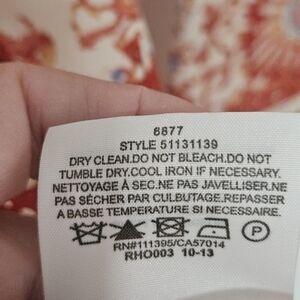 6877
STYLE 51131139
DRY CLEAN.DO NOT BLEACH.DO NOT
TUMBLE DRY.COOL IRON IF NECESSARY.
NETTOYAGE À SEC.NE PAS JAVELLISER.NE
PAS SÉCHER PAR CULBUTAGE.REPASSER
A BASSE TEMPERATURE SI NECESSAIRE.
P
RN#111395/CA57014
RHO003 10-13